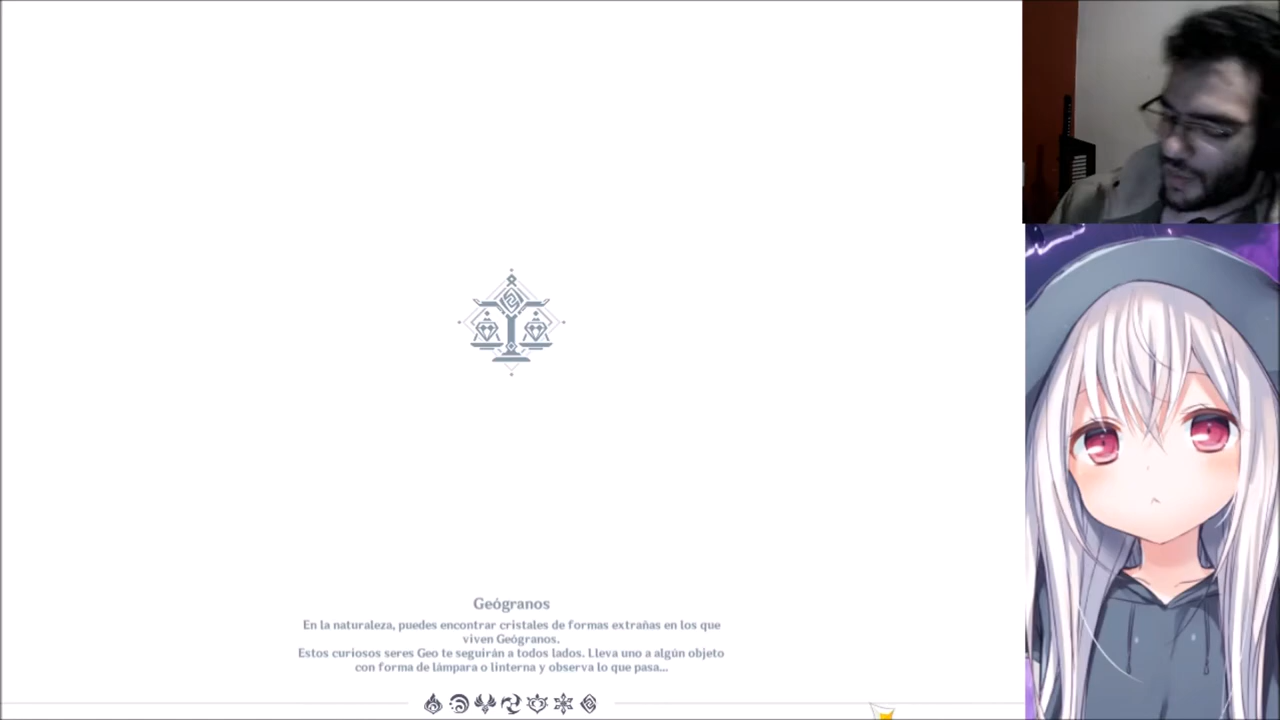 Geógranos
En la naturaleza, puedes encontrar cristales de formas extrañas en los que
viven Geógranos.
Estos curiosos seres Geo te seguirán a todos lados. Lleva uno a algún objeto
con forma de lámpara o linterna y observa lo que pasa...